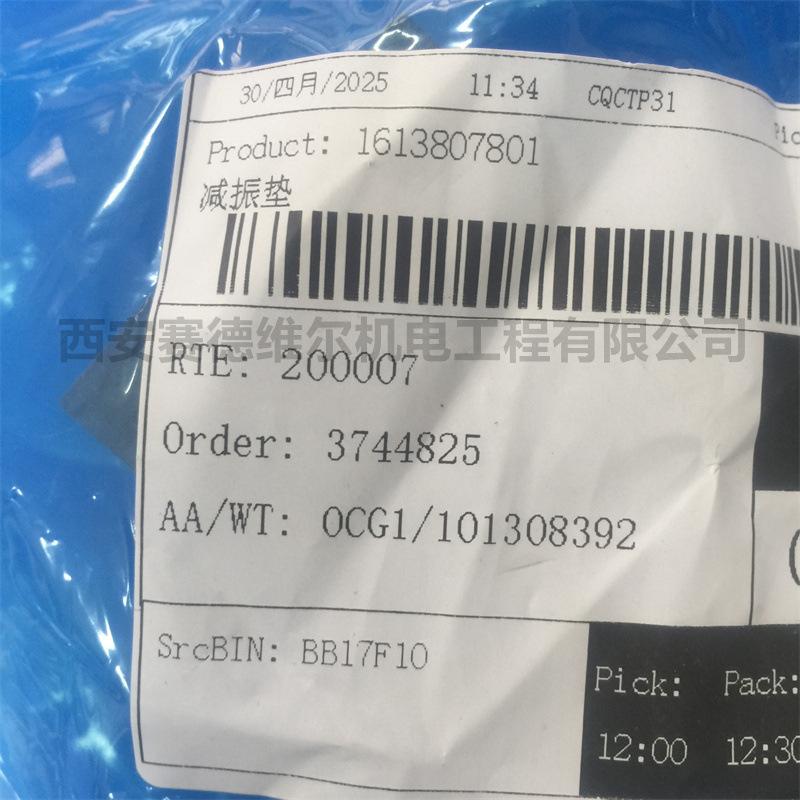 30/四月/2025 11:34 CQCTP31
Product: 1613807801
减振垫
西安赛德维尔机电工程有限公司
RTE: 200007
Order: 3744825
AA/WT: OCG1/101308392
SrcBIN: BB17F10
Pick: Pack:
12:00 12:30